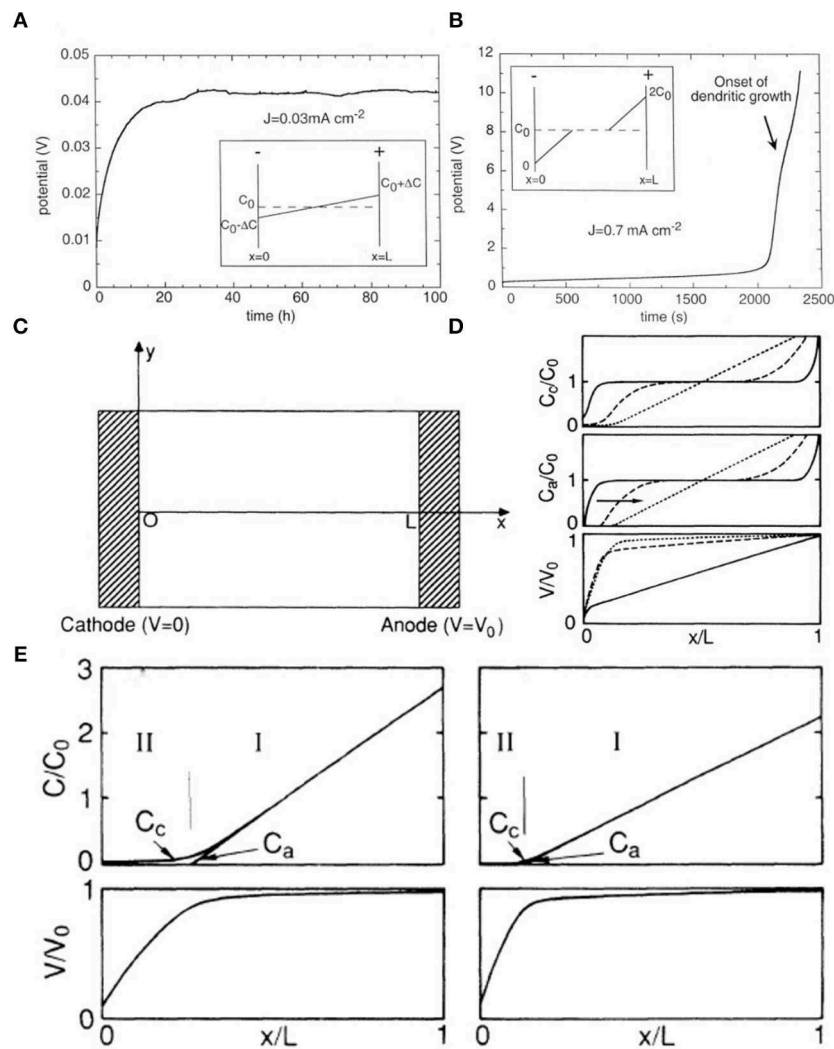 A
0.05
0.04
0.03
0.02
0.01
0
potential (V)
J=0.03mA cm-2
-
+
C0
C0-ΔC
C0+ΔC
x=0
x=L
0
20
40
60
80
100
time (h)
B
12
10
8
6
4
2
0
potential (V)
-
+
2C0
C0
0
x=0
x=L
Onset of
dendritic growth
J=0.7 mA cm-2
500
1000
1500
2000
2500
time (s)
C
y
O
L
x
Cathode (V=0)
Anode (V=V0)
D
Cc/C0
1
0
Ca/C0
1
0
V/V0
1
0
0
x/L
1
E
3
2
1
0
C/C0
II
I
Cc
Ca
1
0
V/V0
0
x/L
1
II
I
Cc
Ca
0
x/L
1